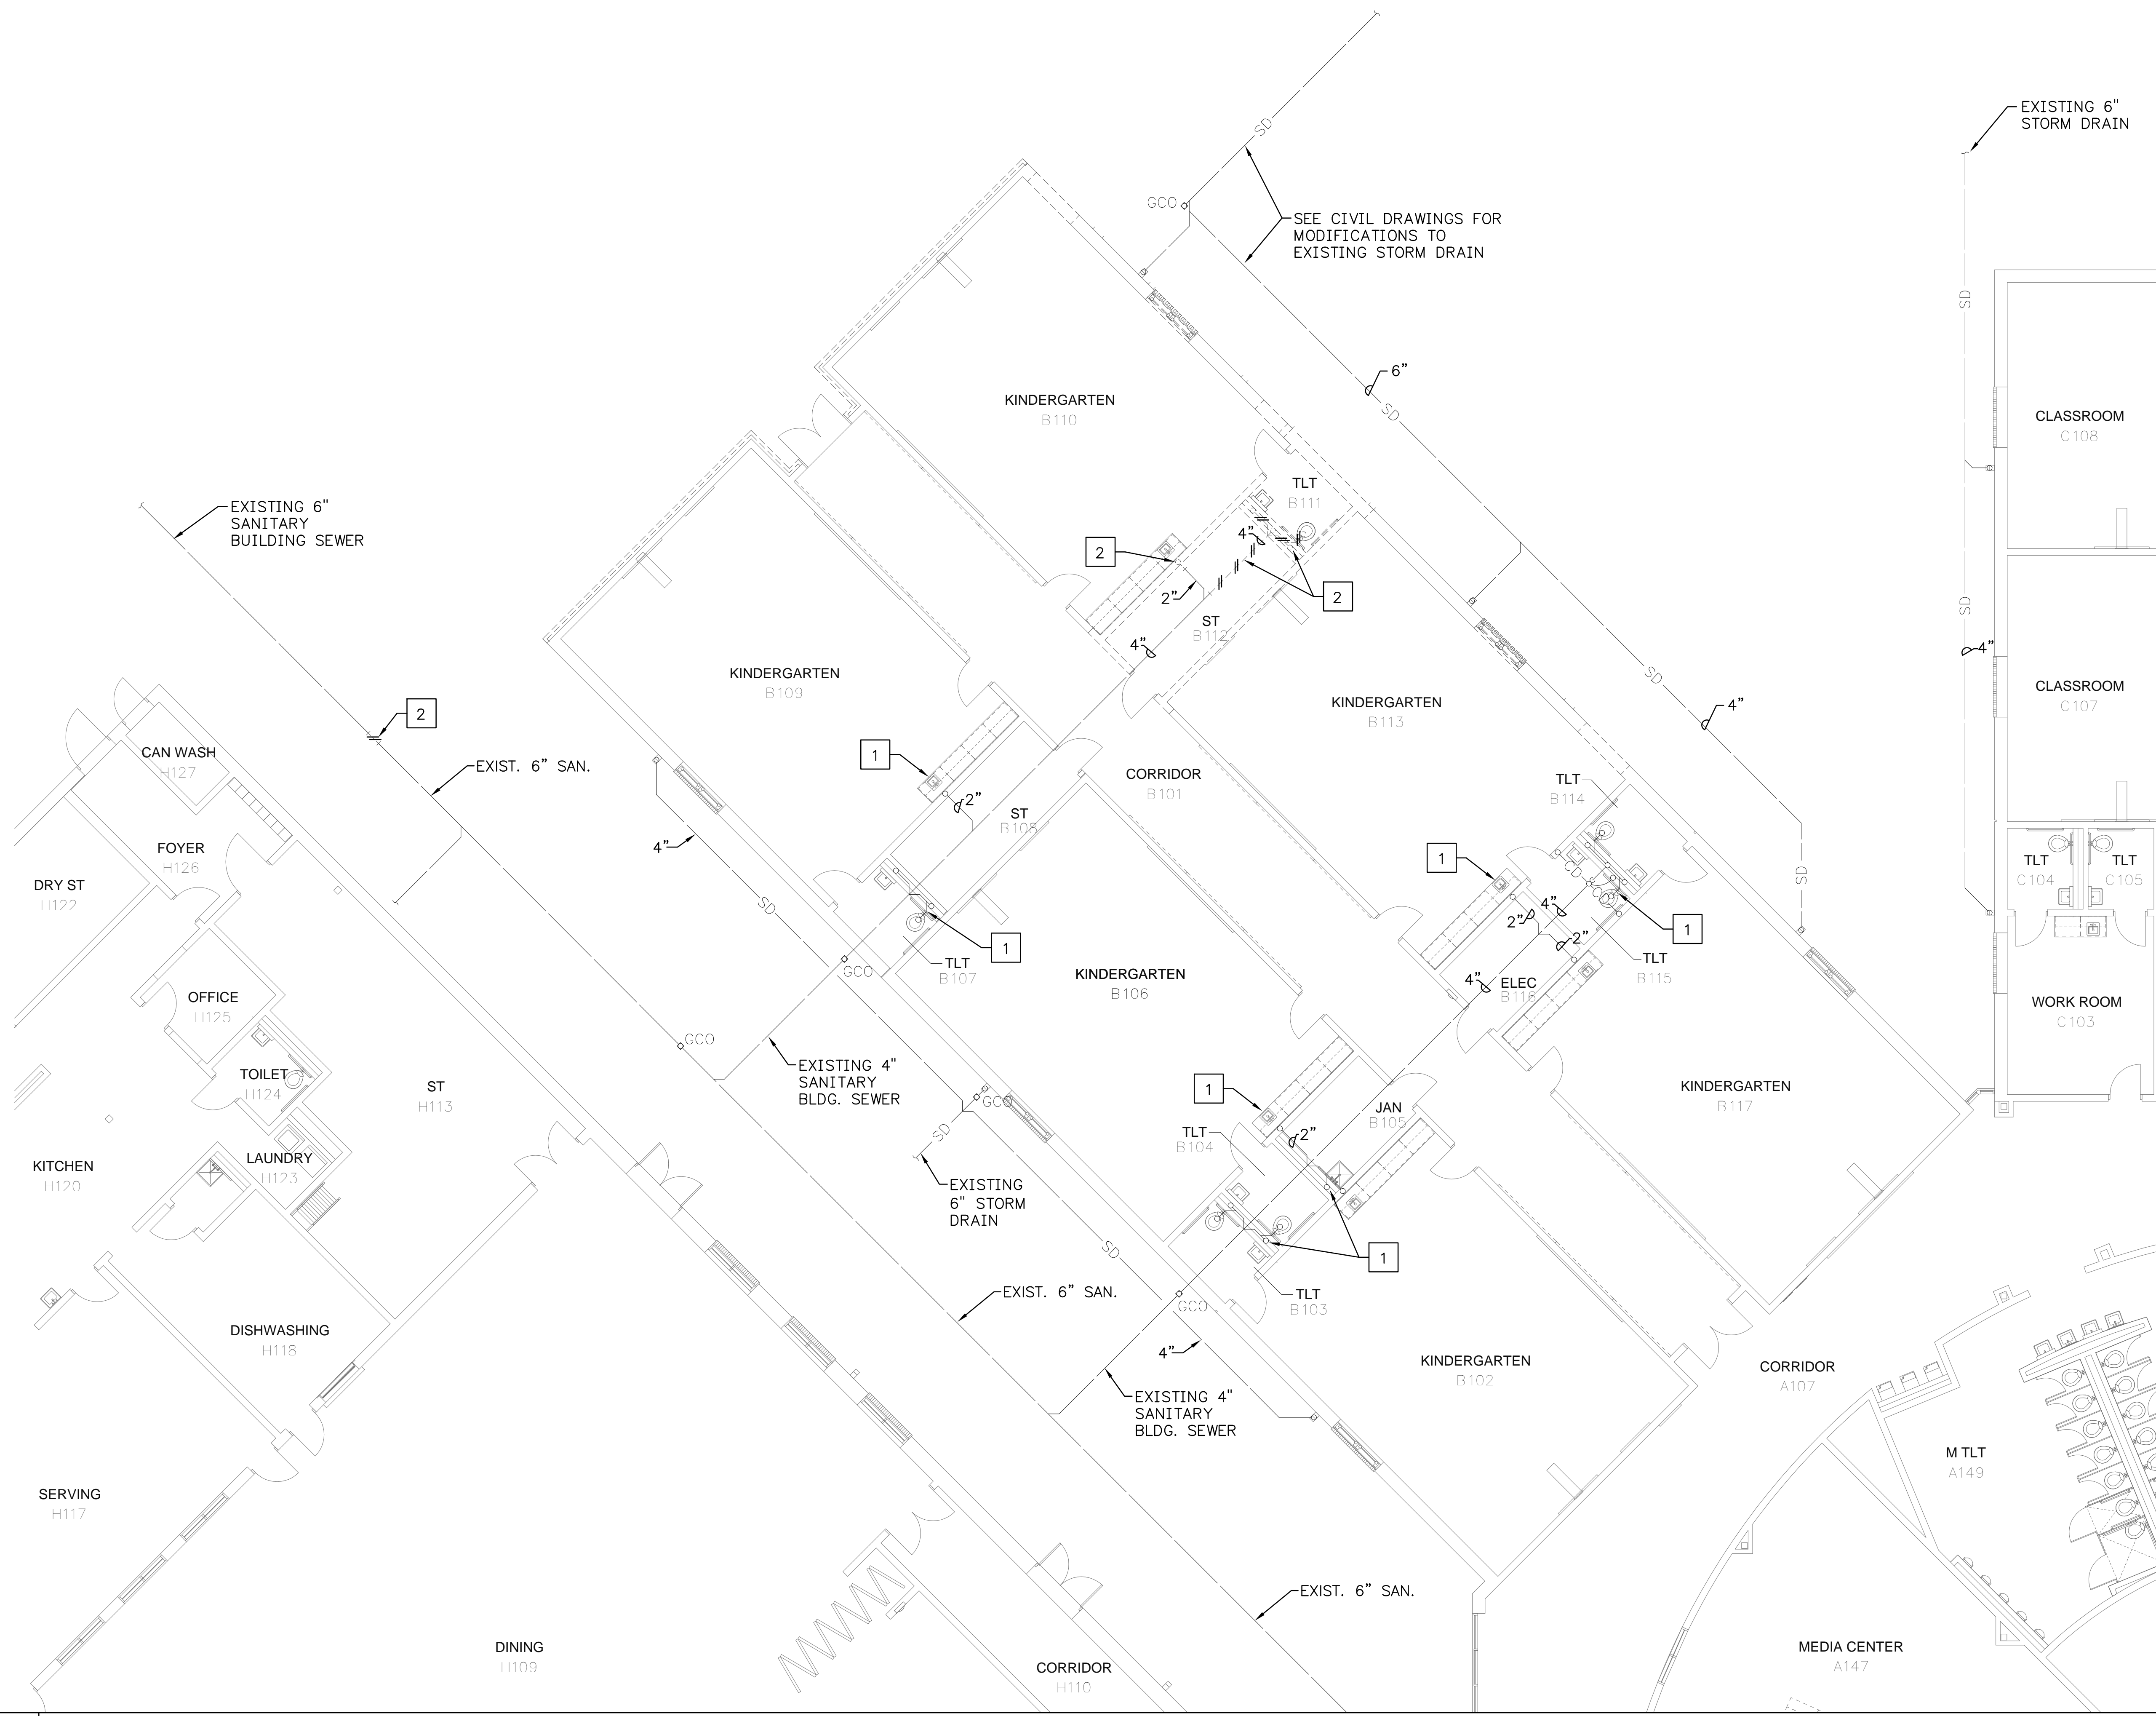 SD
EXISTING 6"
STORM DRAIN
GCO
SEE CIVIL DRAWINGS FOR
MODIFICATIONS TO
EXISTING STORM DRAIN
SD
6"
SD
KINDERGARTEN
B110
CLASSROOM
C108
TLT
B111
EXISTING 6"
SANITARY
BUILDING SEWER
4"
2
2
2"
SD
ST
B112
4"
4"
KINDERGARTEN
B109
SD
KINDERGARTEN
B113
4"
CLASSROOM
C107
2
CAN WASH
H127
EXIST. 6" SAN.
1
CORRIDOR
B101
TLT
B114
2"
ST
B108
4"
FOYER
H126
1
TLT
C104
TLT
C105
DRY ST
H122
SD
SD
CO
CO
4"
2"
1
2"
1
TLT
B107
TLT
B115
GCO
KINDERGARTEN
B106
4"
ELEC
B116
OFFICE
H125
WORK ROOM
C103
GCO
EXISTING 4"
SANITARY
BLDG. SEWER
TOILET
H124
ST
H113
1
KINDERGARTEN
B117
GCO
JAN
B105
SD
TLT
B104
2"
KITCHEN
H120
LAUNDRY
H123
EXISTING
6" STORM
DRAIN
SD
1
EXIST. 6" SAN.
TLT
B103
GCO
DISHWASHING
H118
4"
KINDERGARTEN
B102
CORRIDOR
A107
EXISTING 4"
SANITARY
BLDG. SEWER
M TLT
A149
SERVING
H117
EXIST. 6" SAN.
DINING
H109
CORRIDOR
H110
MEDIA CENTER
A147